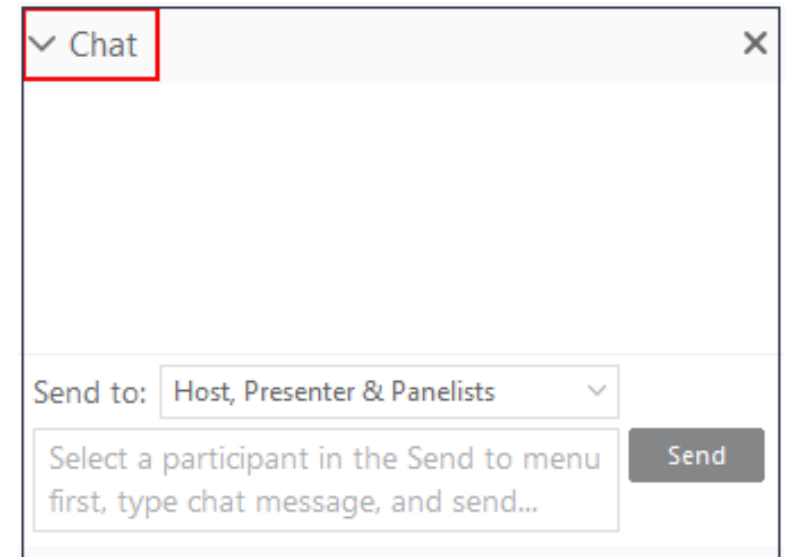 Chat
Send to: Host, Presenter & Panelists
Select a participant in the Send to menu
first, type chat message, and send...
Send